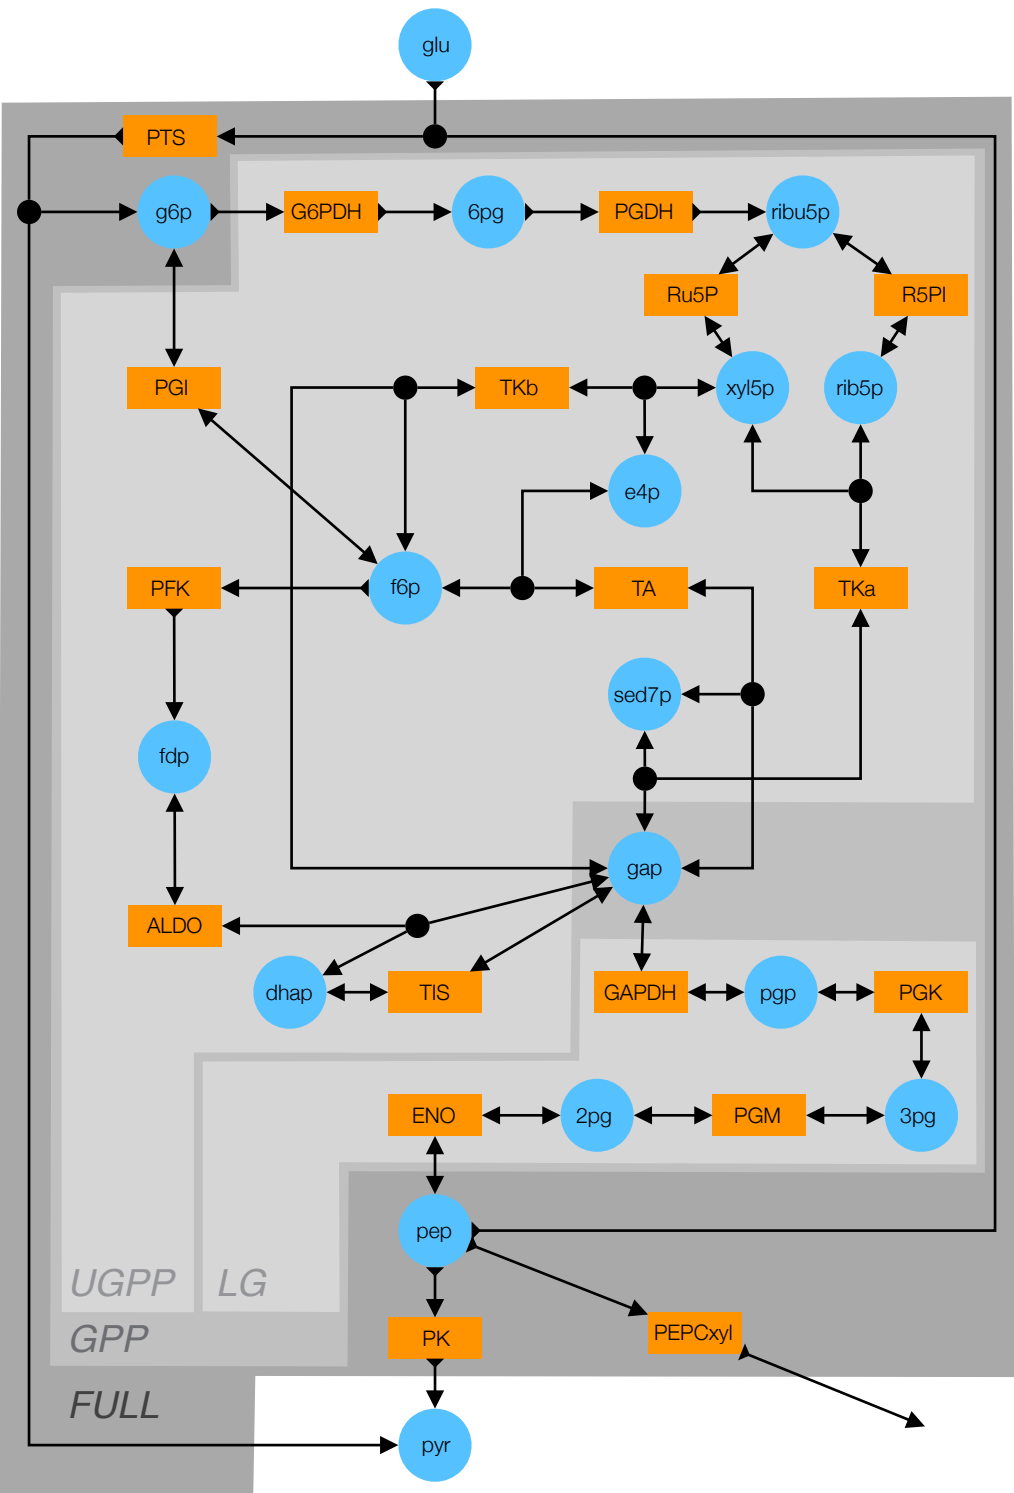 glu
PTS
g6p
G6PDH
6pg
PGDH
ribu5p
Ru5P
R5PI
PGI
TKb
xyl5p
rib5p
e4p
PFK
f6p
TA
TKa
sed7p
fdp
gap
ALDO
dhap
TIS
GAPDH
pgp
PGK
ENO
2pg
PGM
3pg
pep
UGPP
LG
GPP
PK
PEPCxyl
FULL
pyr